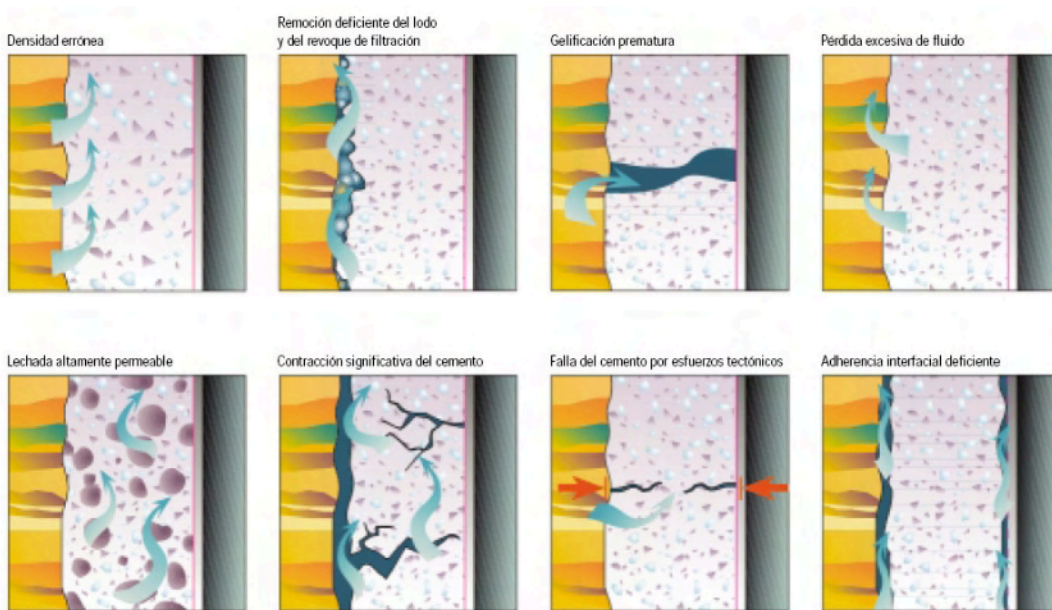 Densidad errónea
Remoción deficiente del lodo
y del revoque de filtración
Gelificación prematura
Pérdida excesiva de fluido
Lechada altamente permeable
Contracción significativa del cemento
Falla del cemento por esfuerzos tectónicos
Adherencia interfacial deficiente